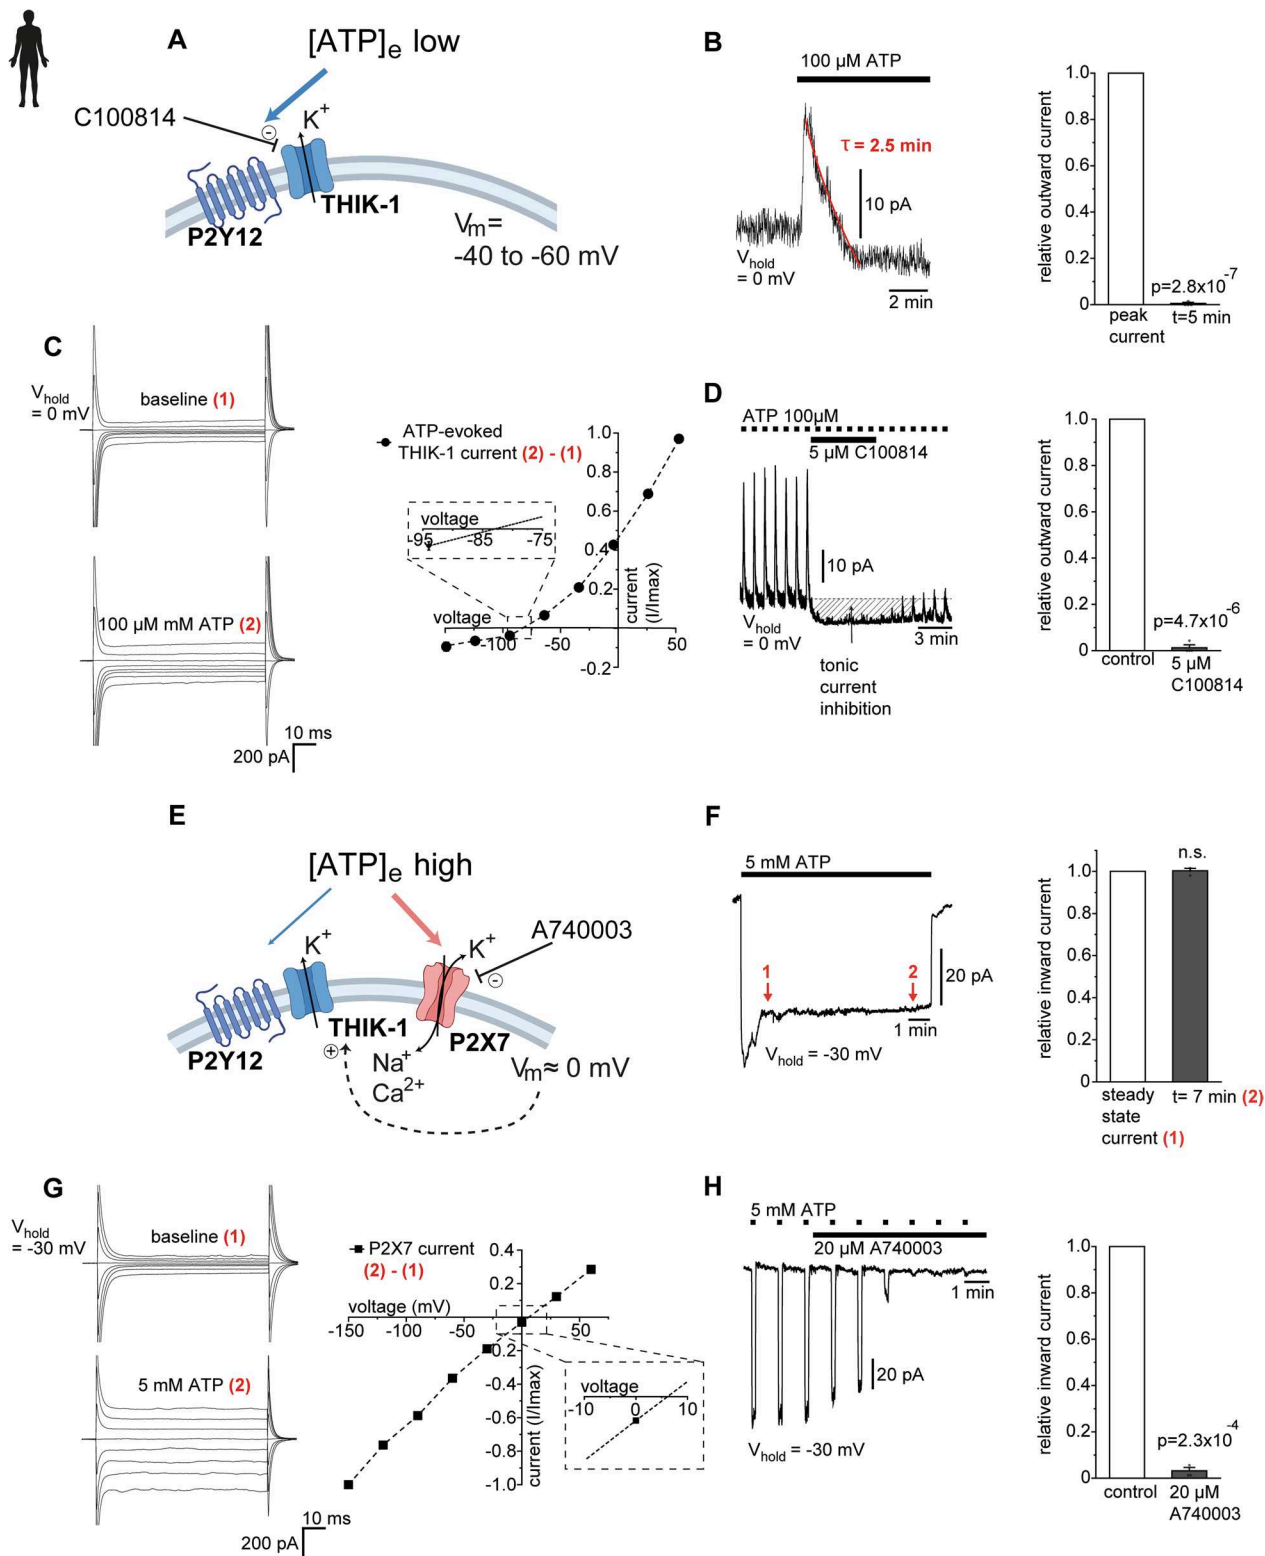 A
[ATP]e low
C100814
-
K+
THIK-1
P2Y12
Vm=
-40 to -60 mV
B
100 µM ATP
τ = 2.5 min
10 pA
Vhold
= 0 mV
2 min
relative outward current
1.0
0.8
0.6
0.4
0.2
0
p=2.8x10-7
peak
current
t=5 min
C
Vhold
= 0 mV
baseline (1)
100 µM mM ATP (2)
10 ms
200 pA
ATP-evoked
THIK-1 current (2) - (1)
voltage
-95
-85
-75
voltage
-100
-50
50
1.0
0.8
0.6
0.4
0.2
-0.2
current
(I/Imax)
D
ATP 100µM
5 µM C100814
10 pA
Vhold
= 0 mV
3 min
tonic
current
inhibition
relative outward current
1.0
0.8
0.6
0.4
0.2
0
p=4.7x10-6
control
5 µM
C100814
E
[ATP]e high
A740003
K+
K+
-
THIK-1
P2Y12
P2X7
+
Na+
Ca2+
Vm≈ 0 mV
F
5 mM ATP
1
2
20 pA
1 min
Vhold = -30 mV
relative inward current
1.0
0.8
0.6
0.4
0.2
0
n.s.
steady
state
current (1)
t= 7 min (2)
G
Vhold
= -30 mV
baseline (1)
5 mM ATP (2)
10 ms
200 pA
P2X7 current
(2) - (1)
voltage (mV)
-150
-100
-50
50
0.4
0.2
-0.2
-0.4
-0.6
-0.8
-1.0
current (I/Imax)
voltage
-10
0
10
H
5 mM ATP
20 µM A740003
1 min
20 pA
Vhold = -30 mV
relative inward current
1.0
0.8
0.6
0.4
0.2
0
p=2.3x10-4
control
20 µM
A740003